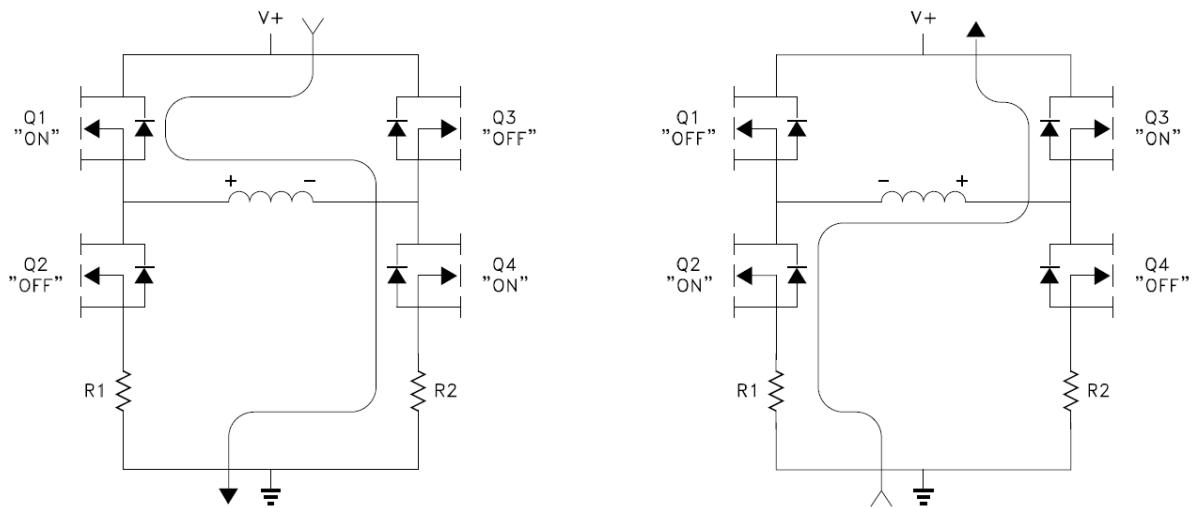 V+
Q1
"ON"
Q3
"OFF"
+ -
Q2
"OFF"
Q4
"ON"
R1
R2
V+
Q1
"OFF"
Q3
"ON"
- +
Q2
"ON"
Q4
"OFF"
R1
R2